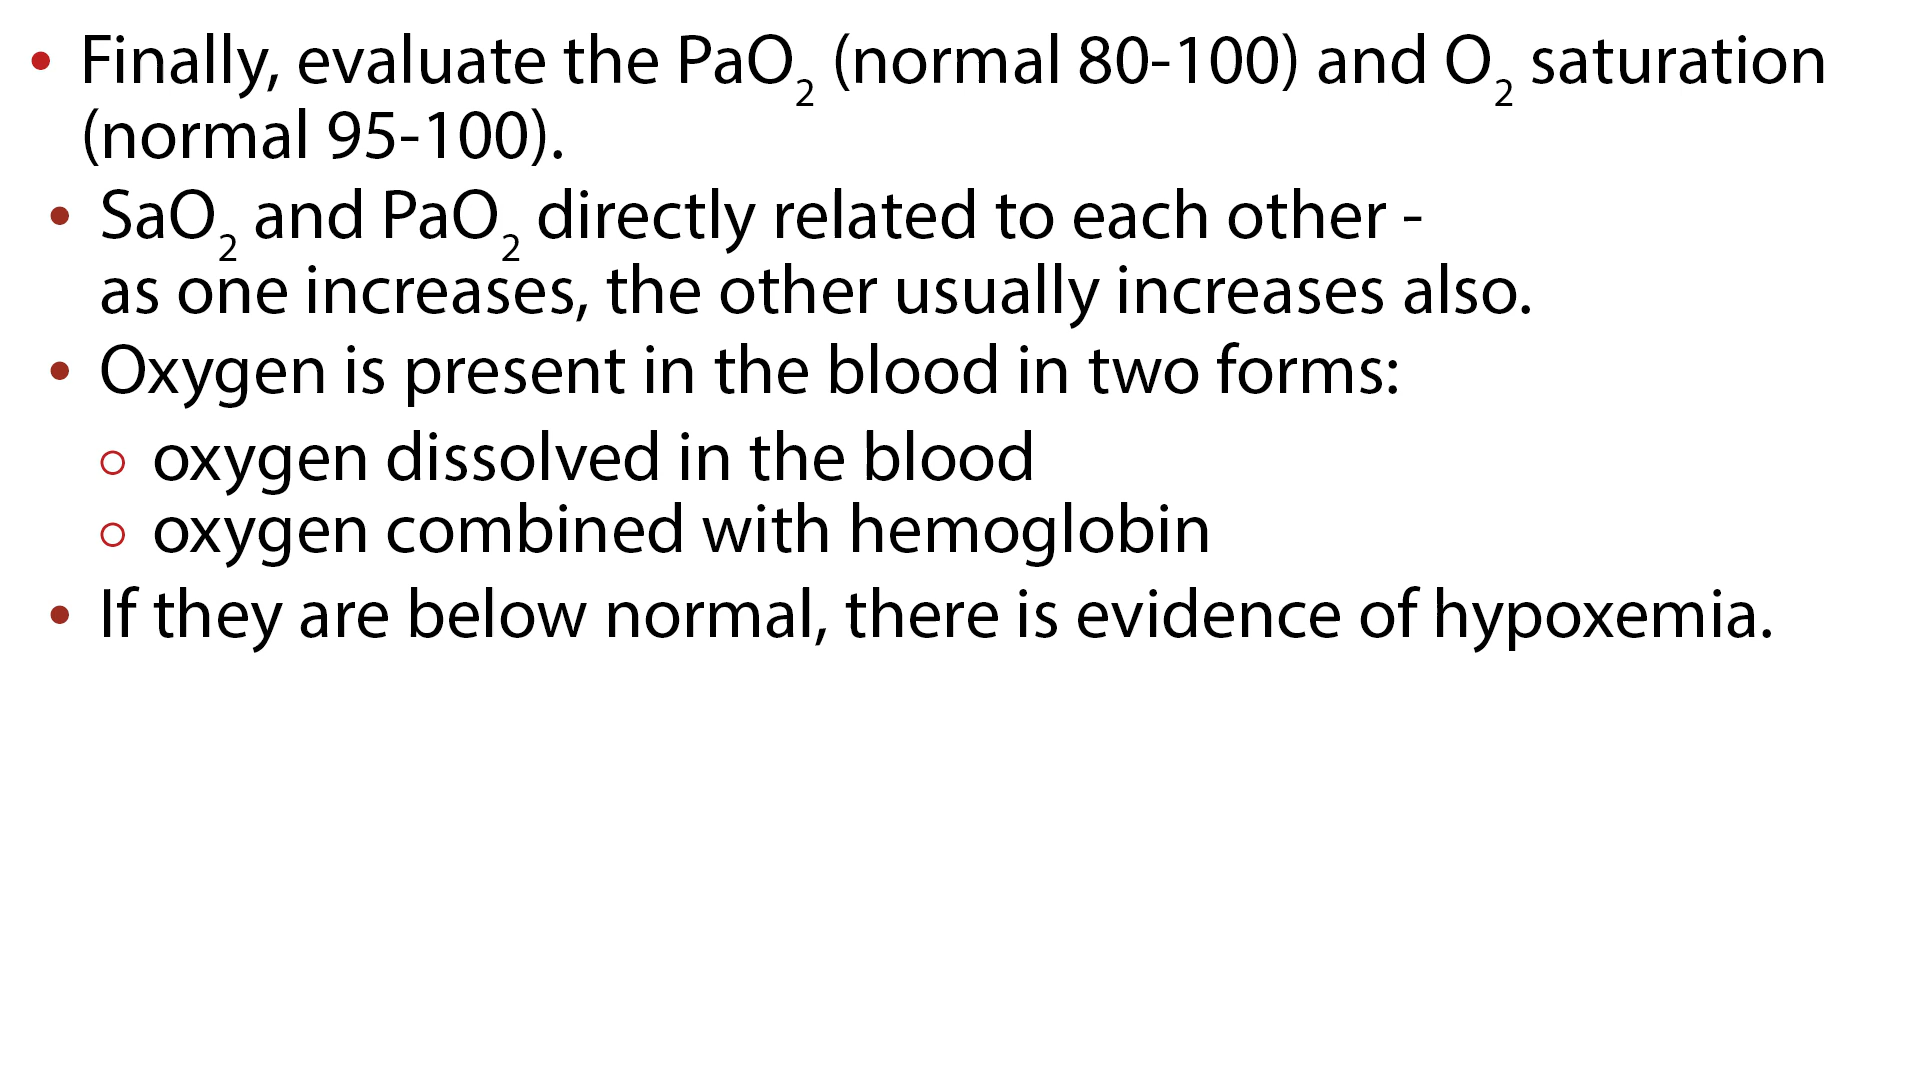 • Finally, evaluate the PaO₂ (normal 80-100) and O₂ saturation
(normal 95-100).
• SaO₂ and PaO₂ directly related to each other -
as one increases, the other usually increases also.
• Oxygen is present in the blood in two forms:
○ oxygen dissolved in the blood
○ oxygen combined with hemoglobin
• If they are below normal, there is evidence of hypoxemia.